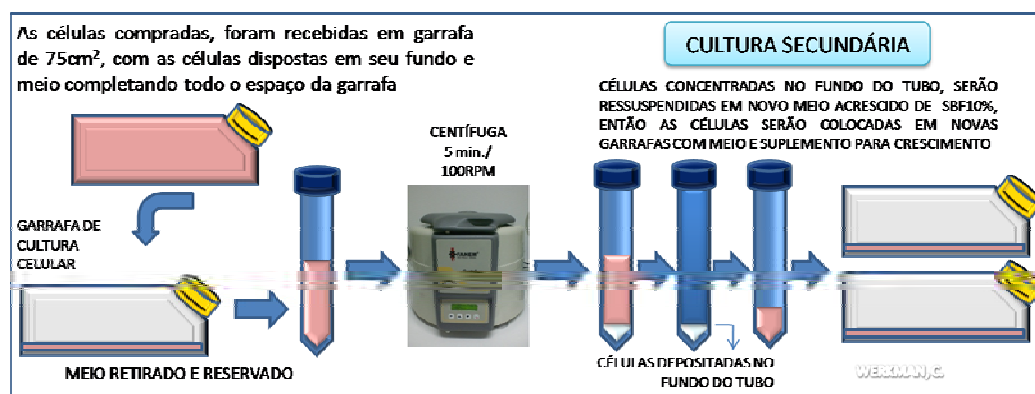 As células compradas, foram recebidas em garrafa
de 75cm², com as células dispostas em seu fundo e
meio completando todo o espaço da garrafa
CULTURA SECUNDÁRIA
CÉLULAS CONCENTRADAS NO FUNDO DO TUBO, SERÃO
RESSUSPENDIDAS EM NOVO MEIO ACRESCIDO DE SBF10%,
ENTÃO AS CÉLULAS SERÃO COLOCADAS EM NOVAS
GARRAFAS COM MEIO E SUPLEMENTO PARA CRESCIMENTO
CENTÍFUGA
5 min./
100RPM
GARRAFA DE
CULTURA
CELULAR
MEIO RETIRADO E RESERVADO
CÉLULAS DEPOSITADAS NO
FUNDO DO TUBO
WERKMAN,C.